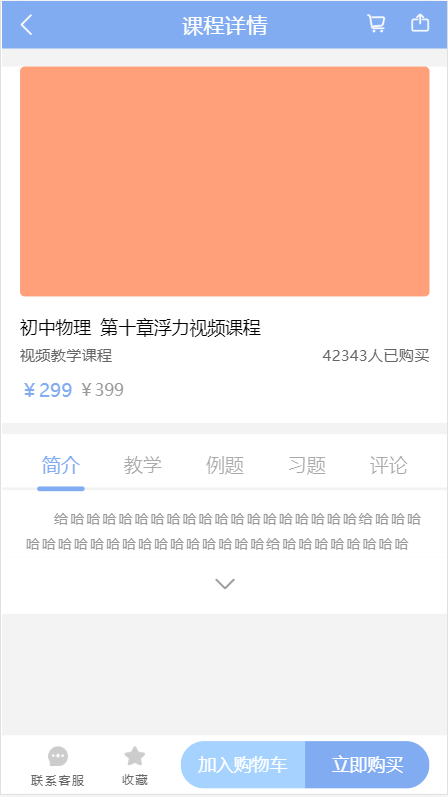 课程详情
初中物理 第十章浮力视频课程
视频教学课程 42343人已购买
￥299 ￥399
简介 教学 例题 习题 评论
给哈哈哈哈哈哈哈哈哈哈哈哈哈哈哈哈哈哈给哈哈哈
哈哈哈哈哈哈哈哈哈哈哈哈哈哈哈给哈哈哈哈哈哈哈哈
联系客服 收藏 加入购物车 立即购买